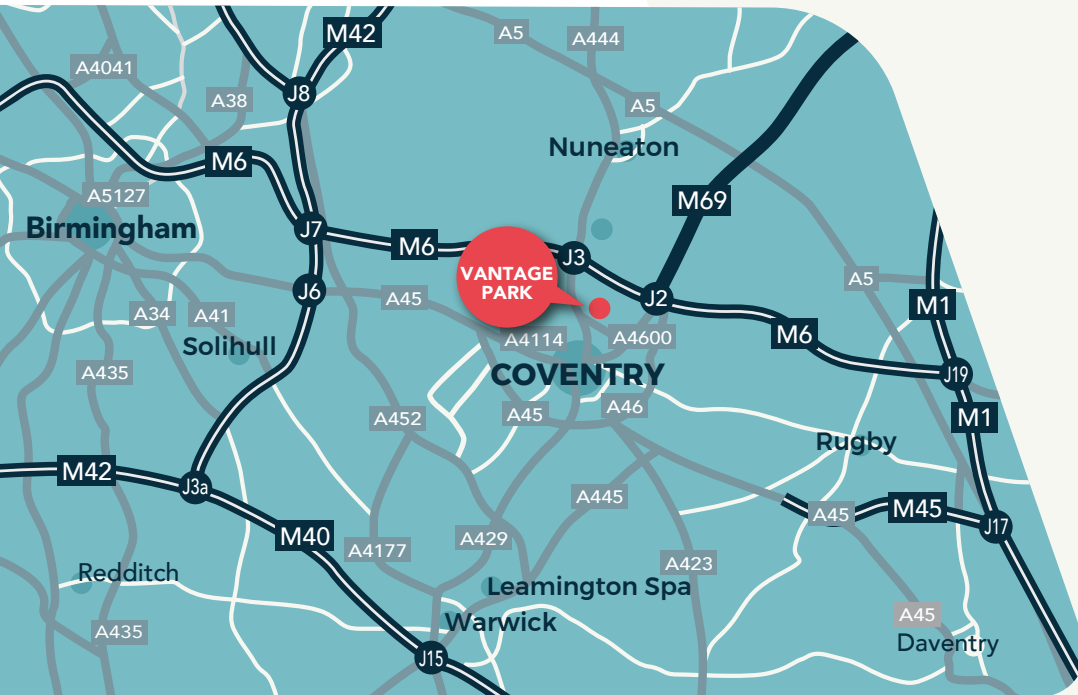 M42
A5
A444
A4041
J8
A38
A5
Nuneaton
M6
A5127
M69
Birmingham
J7
M6
J3
VANTAGE
PARK
J6
A45
J2
A5
M1
A34
A41
A4114
A4600
M6
Solihull
A435
COVENTRY
J19
A452
A45
A46
M1
Rugby
M42
J3a
A445
A45
M45
J17
M40
A4177
A429
A423
Redditch
Leamington Spa
A45
Warwick
A435
Daventry
J15